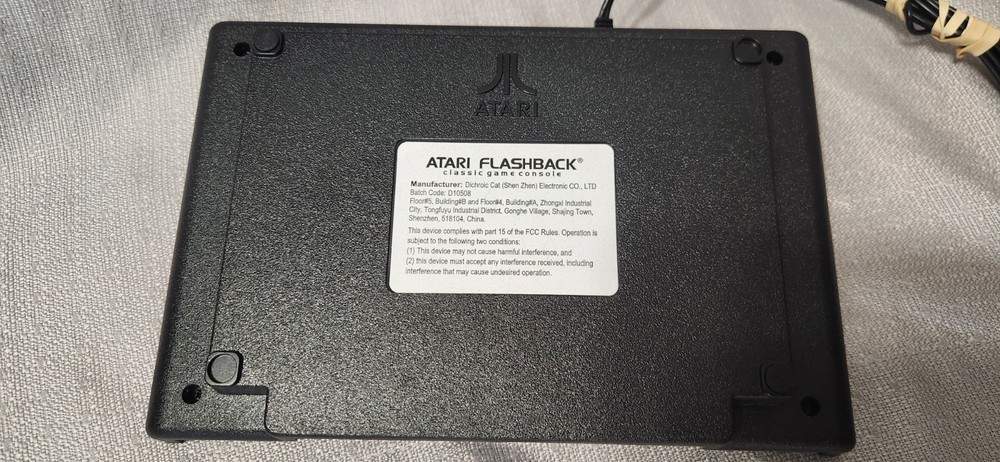 ATARI
ATARI FLASHBACK®
classic game console
Manufacturer: Dichroic Cat (Shen Zhen) Electronic CO., LTD
Batch Code: D10508
Floor#5, Building#B and Floor#4, Building#A, Zhongxi Industrial
City, Tongfuyu Industrial District, Gonghe Village, Shajing Town,
Shenzhen, 518104, China.
This device complies with part 15 of the FCC Rules. Operation is
subject to the following two conditions:
(1) This device may not cause harmful interference, and
(2) this device must accept any interference received, including
interference that may cause undesired operation.